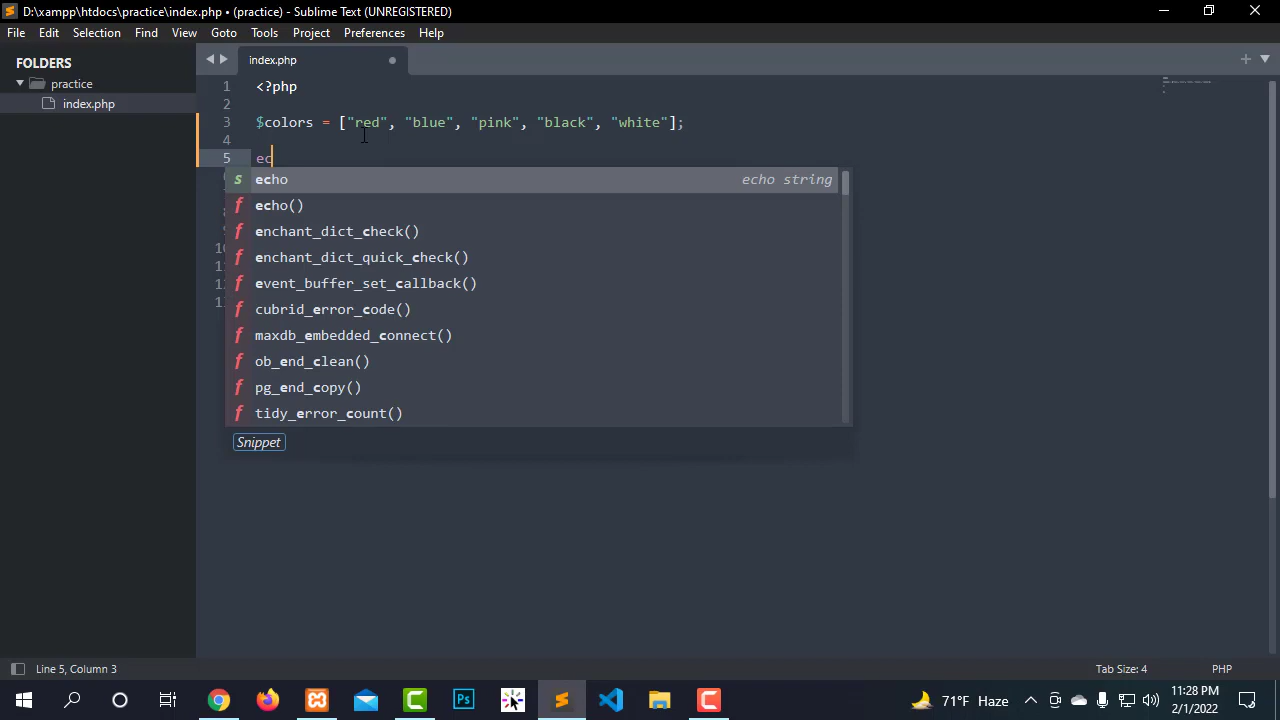 D:\xampp\htdocs\practice\index.php • (practice) - Sublime Text (UNREGISTERED)
File Edit Selection Find View Goto Tools Project Preferences Help
FOLDERS
practice
index.php
index.php
1 <?php
2
3 $colors = ["red", "blue", "pink", "black", "white"];
4
5 ec
echo echo string
echo()
enchant_dict_check()
enchant_dict_quick_check()
event_buffer_set_callback()
cubrid_error_code()
maxdb_embedded_connect()
ob_end_clean()
pg_end_copy()
tidy_error_count()
Snippet
Line 5, Column 3 Tab Size: 4 PHP
Ps
71°F Haze
11:28 PM
2/1/2022